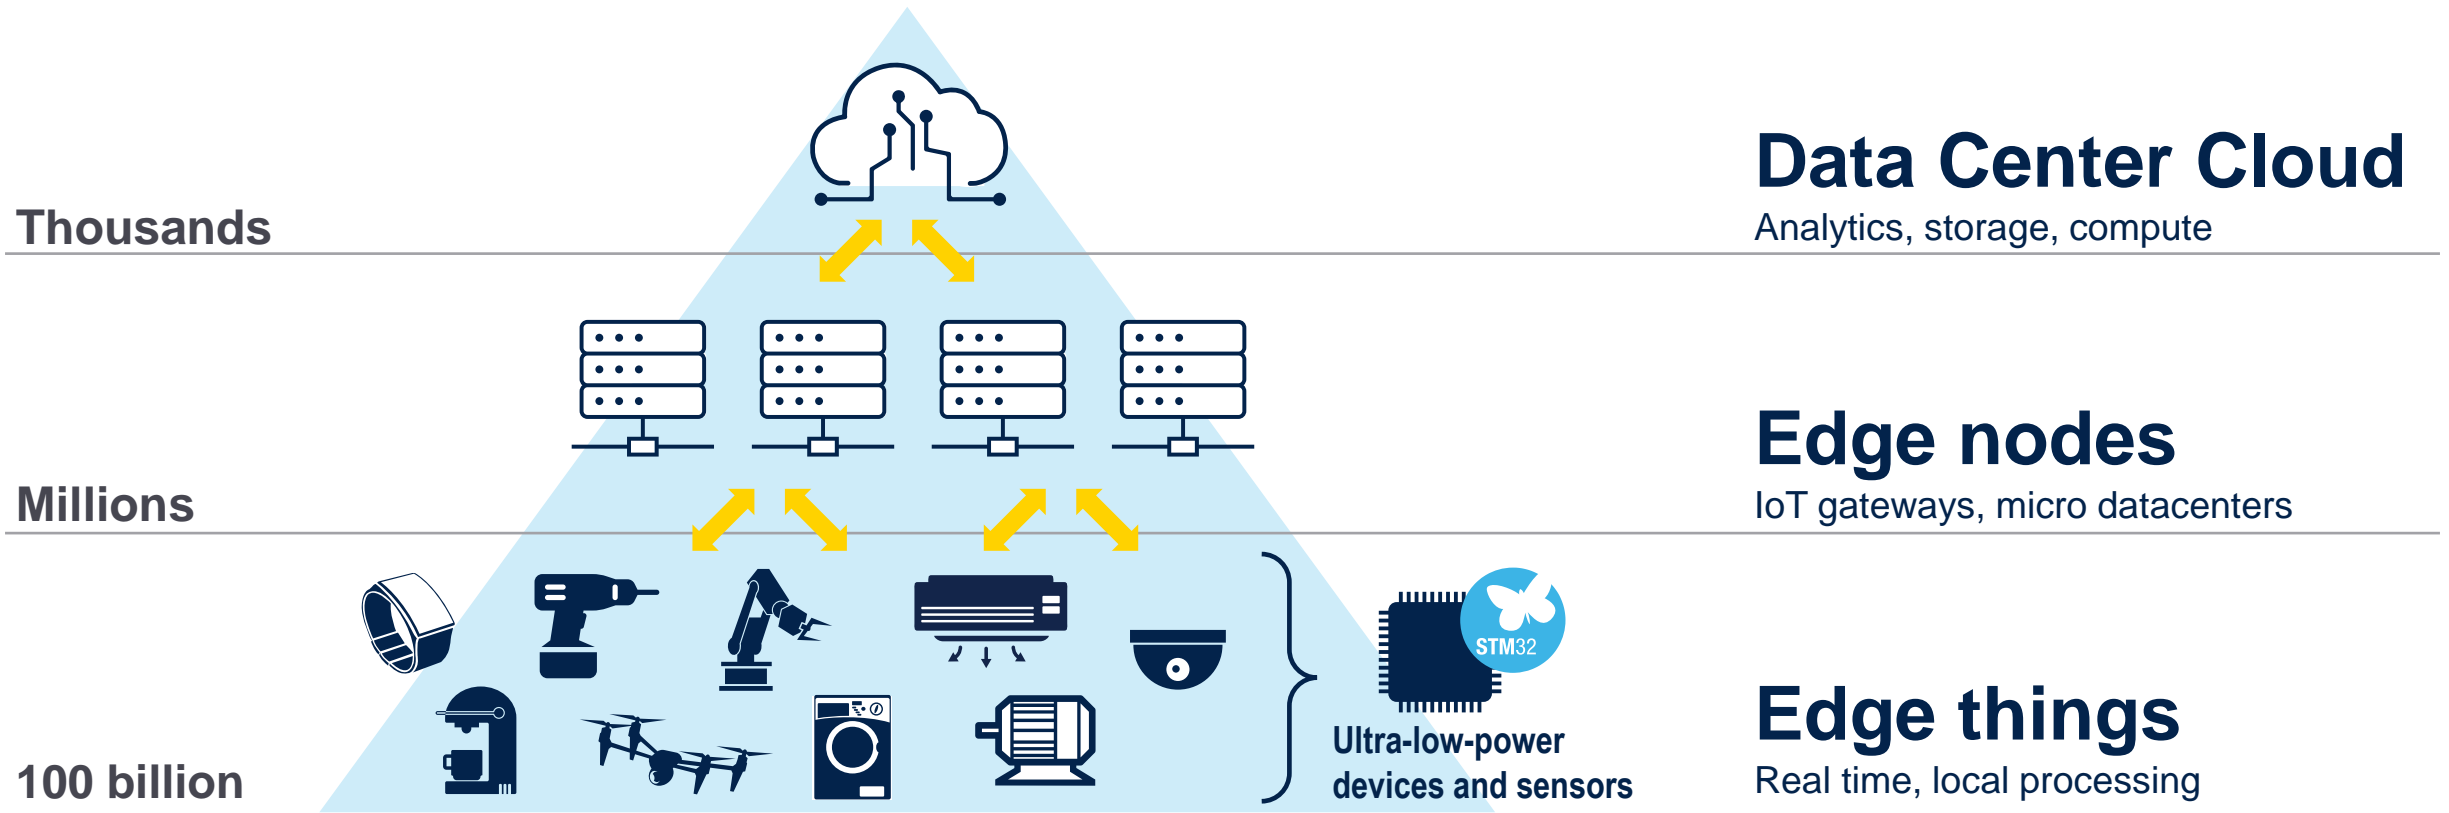 Thousands
Data Center Cloud
Analytics, storage, compute
Millions
Edge nodes
IoT gateways, micro datacenters
STM32
Ultra-low-power
devices and sensors
100 billion
Edge things
Real time, local processing